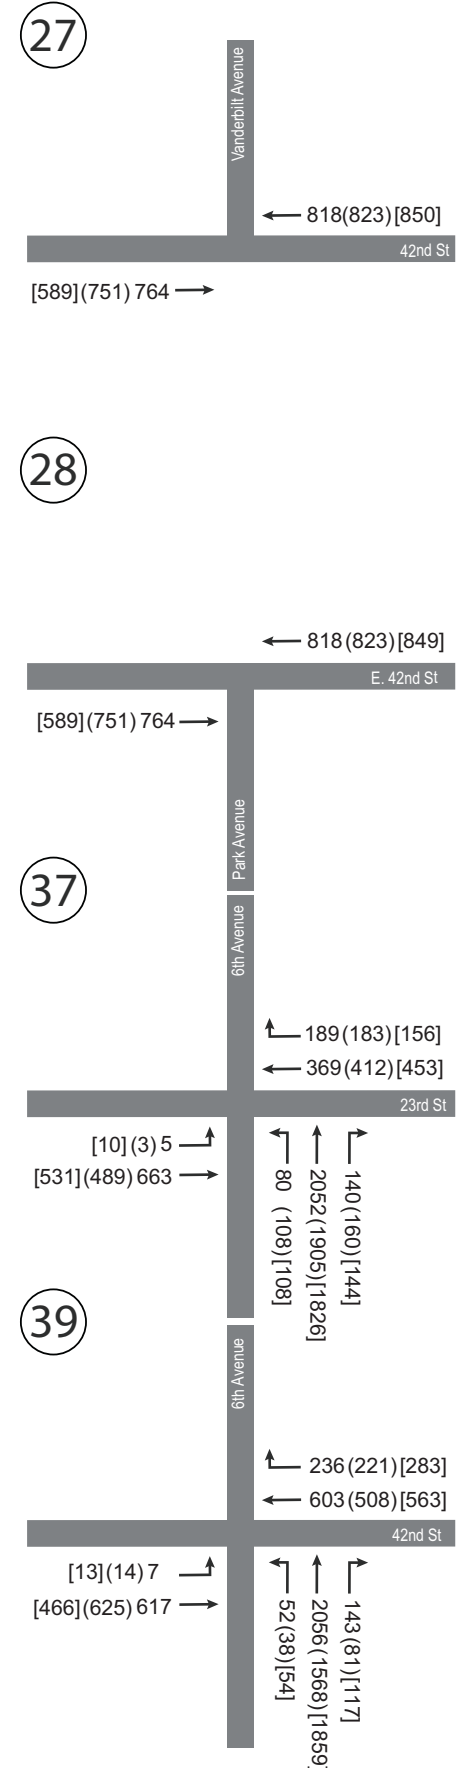 27
Vanderbilt Avenue
818(823)[850]
42nd St
[589](751) 764
28
818(823)[849]
E. 42nd St
[589](751) 764
Park Avenue
37
6th Avenue
189(183)[156]
369(412)[453]
23rd St
[10](3) 5
[531](489) 663
80 (108)[108]
2052(1905)[1826]
140(160)[144]
39
6th Avenue
236(221)[283]
603(508)[563]
42nd St
[13](14) 7
[466](625) 617
52(38)[54]
2056(1568)[1859]
143(81)[117]